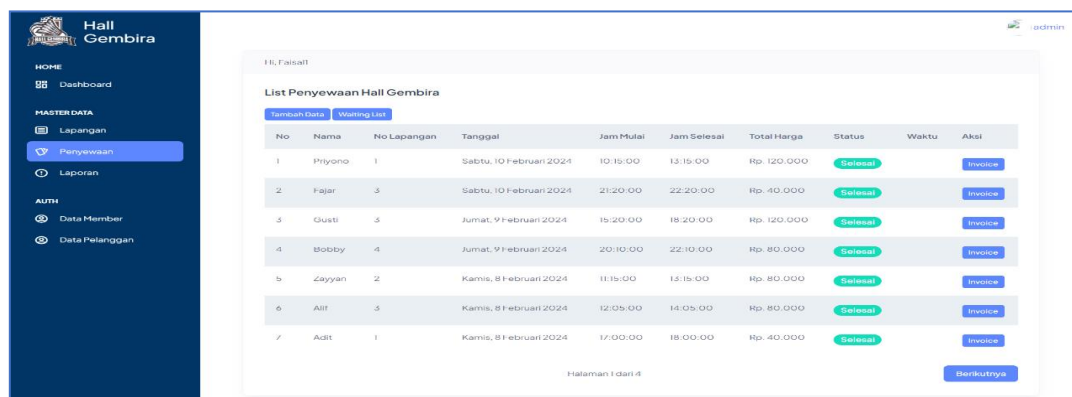 Hall
Gembira
admin
HOME
Dashboard
MASTER DATA
Lapangan
Penyewaan
Laporan
AUTH
Data Member
Data Pelanggan
Hi, Faisal1
List Penyewaan Hall Gembira
Tambah Data Waiting List
No Nama No Lapangan Tanggal Jam Mulai Jam Selesai Total Harga Status Waktu Aksi
1 Priyono 1 Sabtu, 10 Februari 2024 10:15:00 13:15:00 Rp. 120.000 Selesai Invoice
2 Fajar 3 Sabtu, 10 Februari 2024 21:20:00 22:20:00 Rp. 40.000 Selesai Invoice
3 Gusti 3 Jumat, 9 Februari 2024 15:20:00 18:20:00 Rp. 120.000 Selesai Invoice
4 Bobby 4 Jumat, 9 Februari 2024 20:10:00 22:10:00 Rp. 80.000 Selesai Invoice
5 Zayyan 2 Kamis, 8 Februari 2024 11:15:00 13:15:00 Rp. 80.000 Selesai Invoice
6 Alif 3 Kamis, 8 Februari 2024 12:05:00 14:05:00 Rp. 80.000 Selesai Invoice
7 Adit 1 Kamis, 8 Februari 2024 17:00:00 18:00:00 Rp. 40.000 Selesai Invoice
Halaman 1 dari 4
Berikutnya